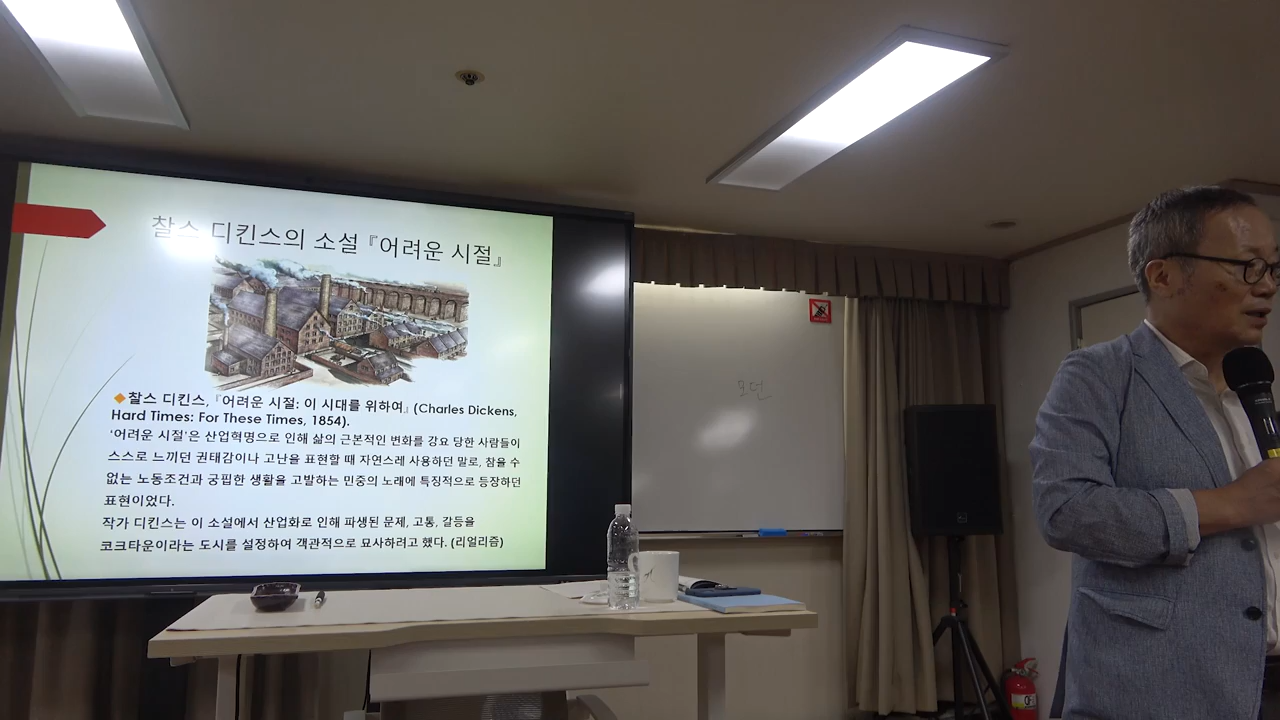 찰스 디킨스의 소설 『어려운 시절』
찰스 디킨스, 『어려운 시절: 이 시대를 위하여』 (Charles Dickens,
Hard Times: For These Times, 1854).
‘어려운 시절’은 산업혁명으로 인해 삶의 근본적인 변화를 강요 당한 사람들이
스스로 느끼던 권태감이나 고난을 표현할 때 자연스레 사용하던 말로, 참을 수
없는 노동조건과 궁핍한 생활을 고발하는 민중의 노래에 특징적으로 등장하던
표현이었다.
작가 디킨스는 이 소설에서 산업화로 인해 파생된 문제, 고통, 갈등을
코크타운이라는 도시를 설정하여 객관적으로 묘사하려고 했다. (리얼리즘)
모던